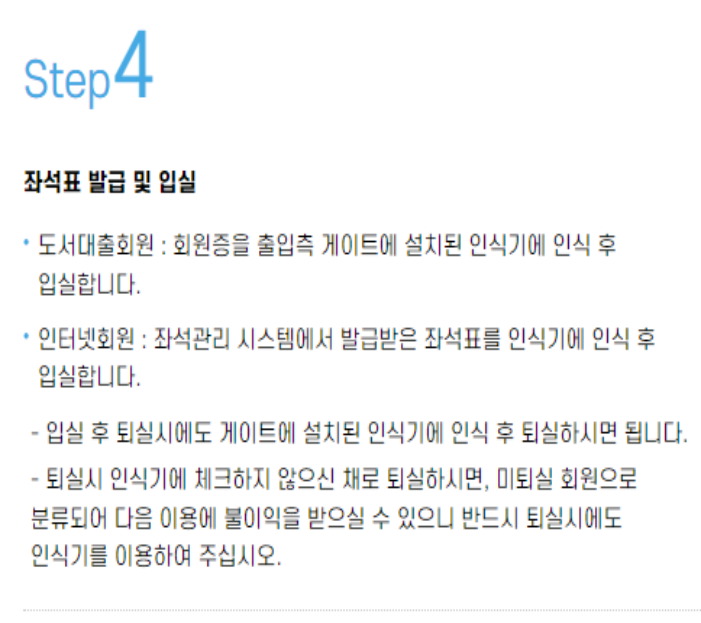 Step4
좌석표 발급 및 입실
• 도서대출회원 : 회원증을 출입측 게이트에 설치된 인식기에 인식 후
입실합니다.
• 인터넷회원 : 좌석관리 시스템에서 발급받은 좌석표를 인식기에 인식 후
입실합니다.
- 입실 후 퇴실시에도 게이트에 설치된 인식기에 인식 후 퇴실하시면 됩니다.
- 퇴실시 인식기에 체크하지 않으신 채로 퇴실하시면, 미퇴실 회원으로
분류되어 다음 이용에 불이익을 받으실 수 있으니 반드시 퇴실시에도
인식기를 이용하여 주십시오.